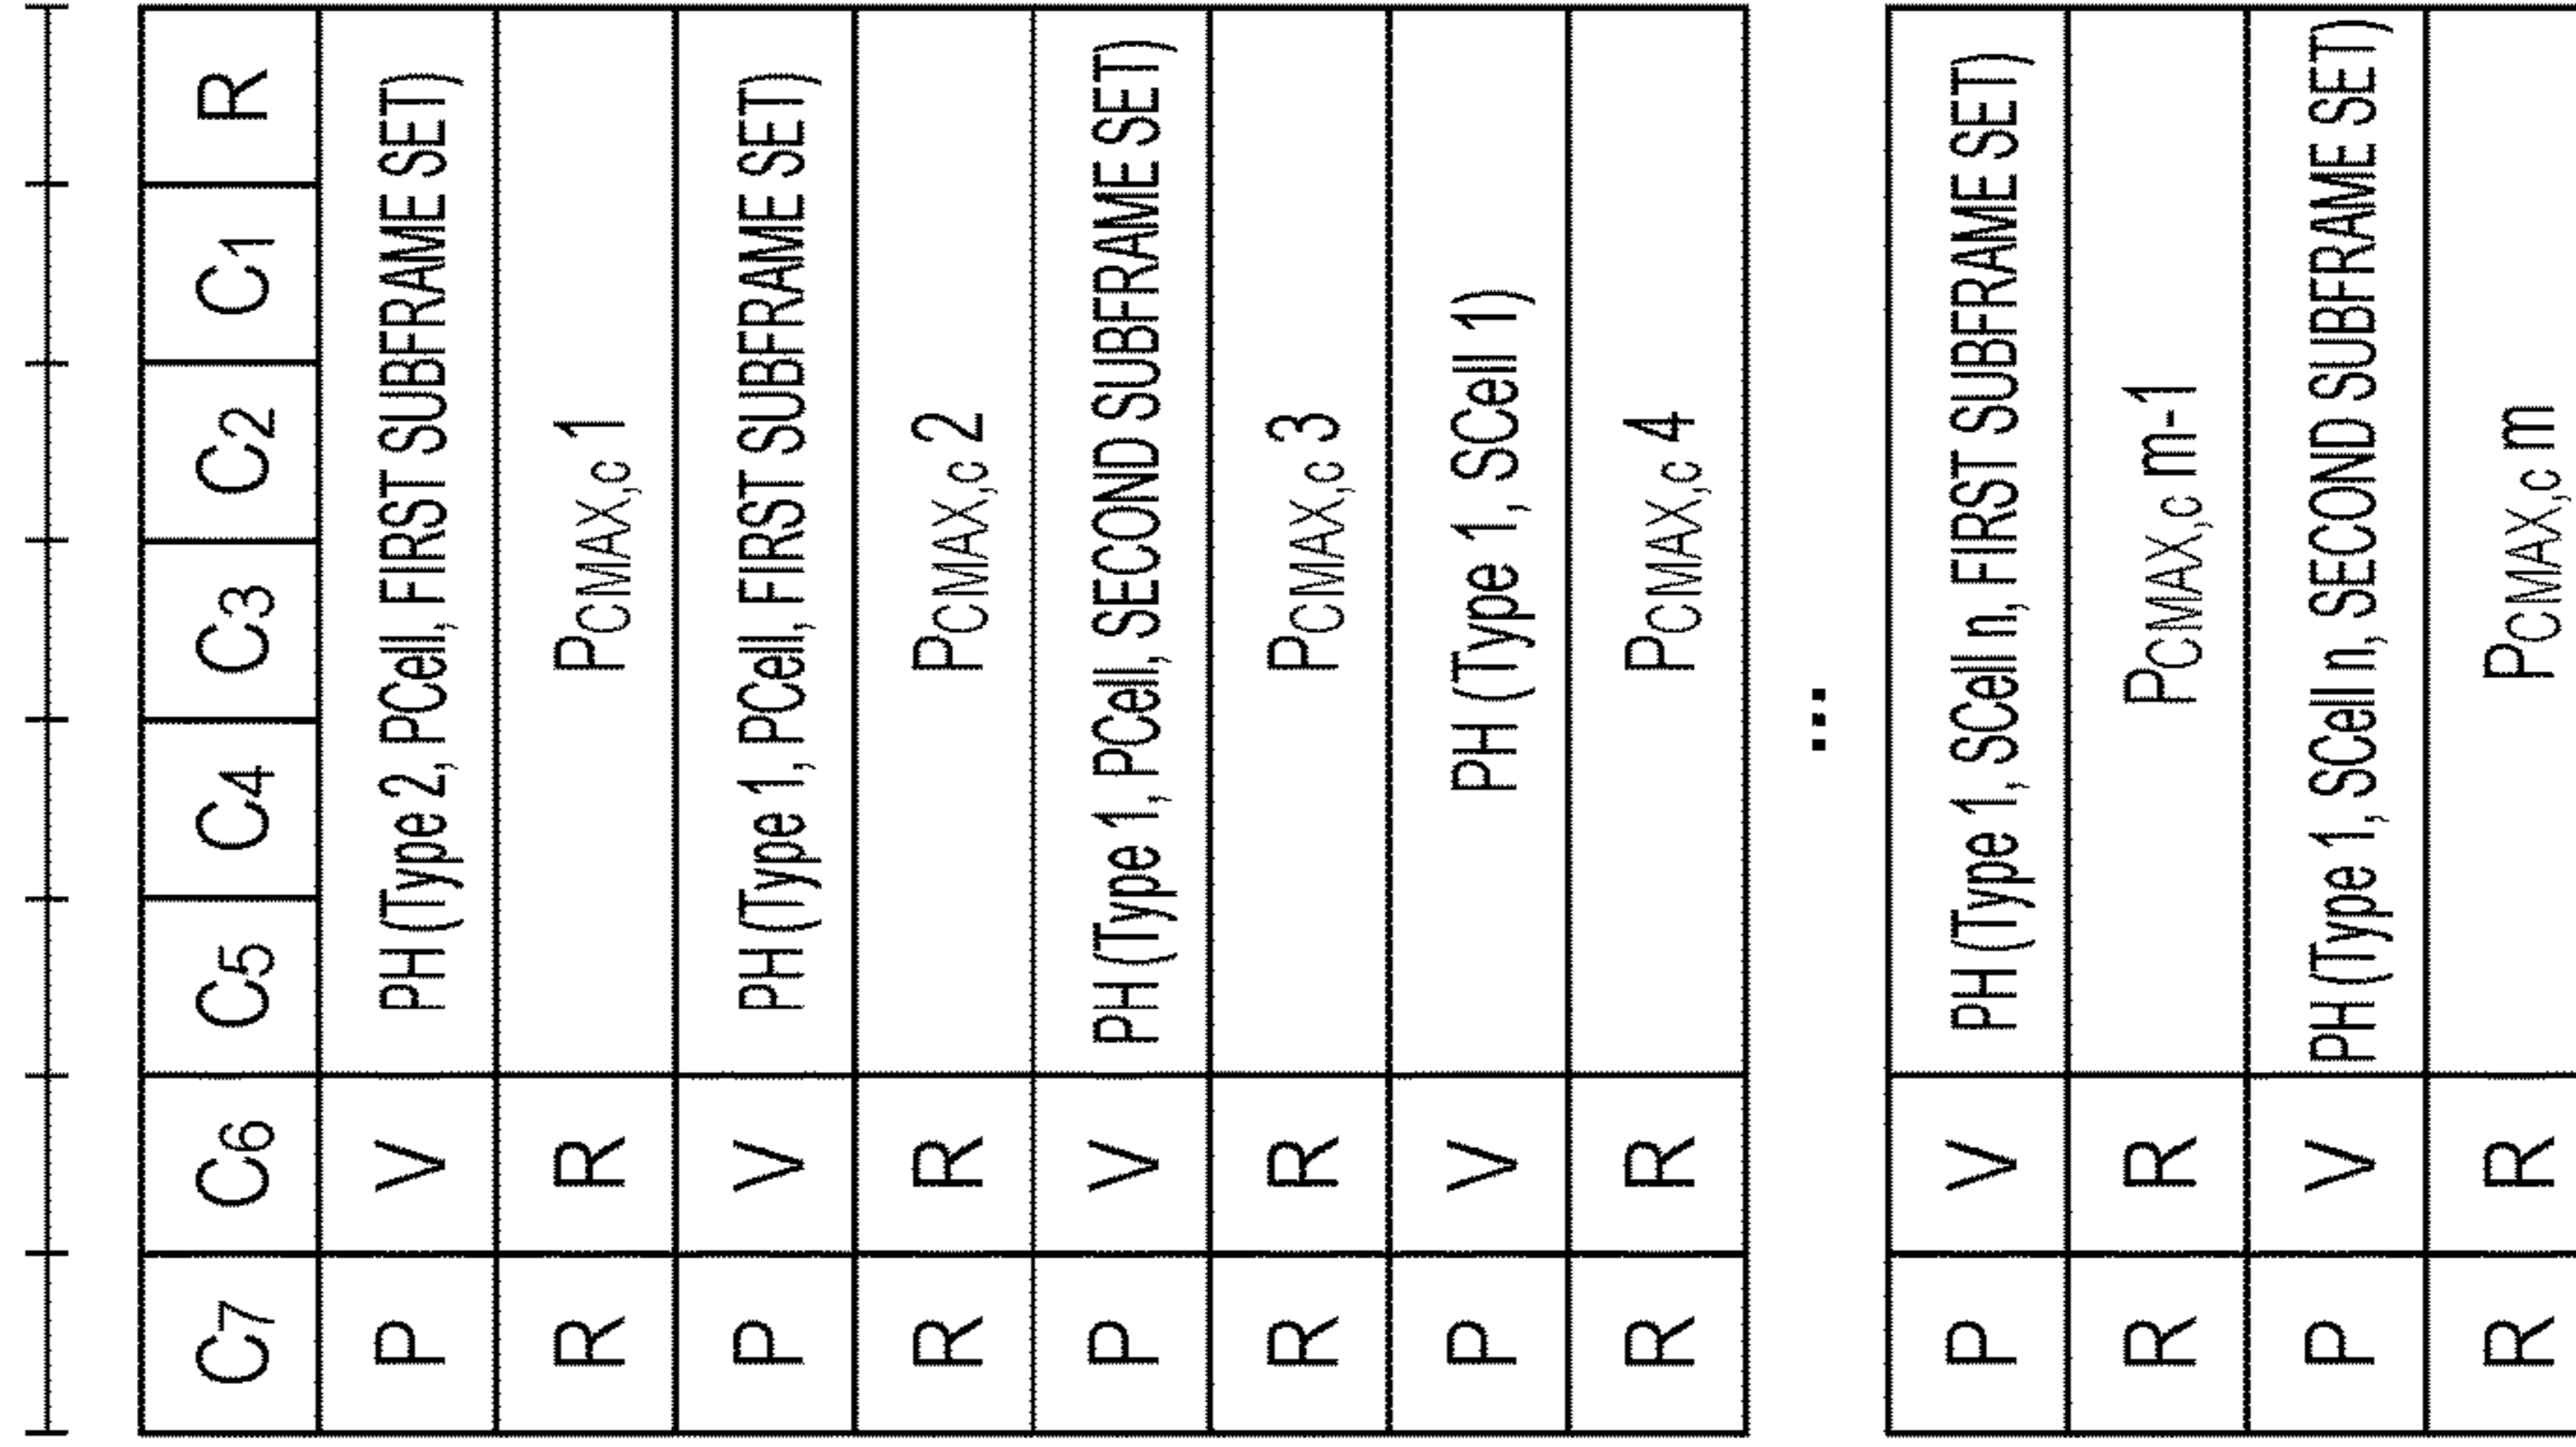 C7 C6 C5 C4 C3 C2 C1 R
P V PH (Type 2, PCell, FIRST SUBFRAME SET)
R R PCMAX,c 1
P V PH (Type 1, PCell, FIRST SUBFRAME SET)
R R PCMAX,c 2
P V PH (Type 1, PCell, SECOND SUBFRAME SET)
R R PCMAX,c 3
P V PH (Type 1, SCell 1)
R R PCMAX,c 4
...
P V PH (Type 1, SCell n, FIRST SUBFRAME SET)
R R PCMAX,c m-1
P V PH (Type 1, SCell n, SECOND SUBFRAME SET)
R R PCMAX,c m